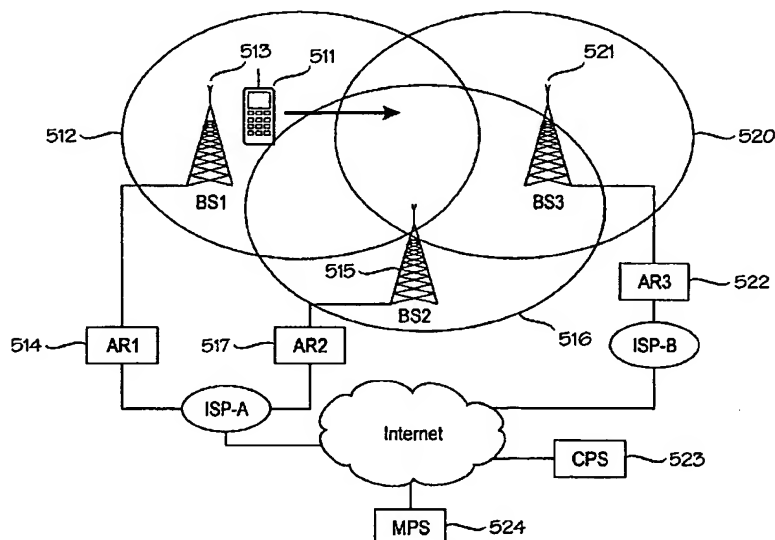 513
511
521
512
520
BS1
BS3
515
BS2
AR3
522
516
514
AR1
517
AR2
ISP-B
ISP-A
Internet
CPS
523
MPS
524